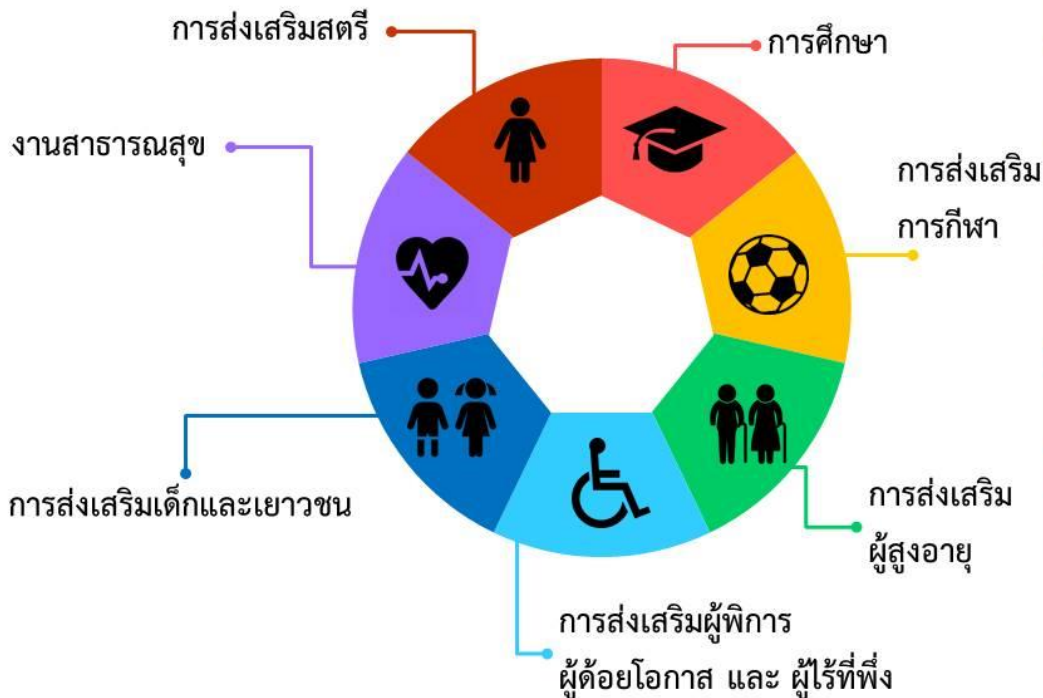 การส่งเสริมสตรี
การศึกษา
งานสาธารณสุข
การส่งเสริม
การกีฬา
การส่งเสริมเด็กและเยาวชน
การส่งเสริม
ผู้สูงอายุ
การส่งเสริมผู้พิการ
ผู้ด้อยโอกาส และ ผู้ไร้ที่พึ่ง